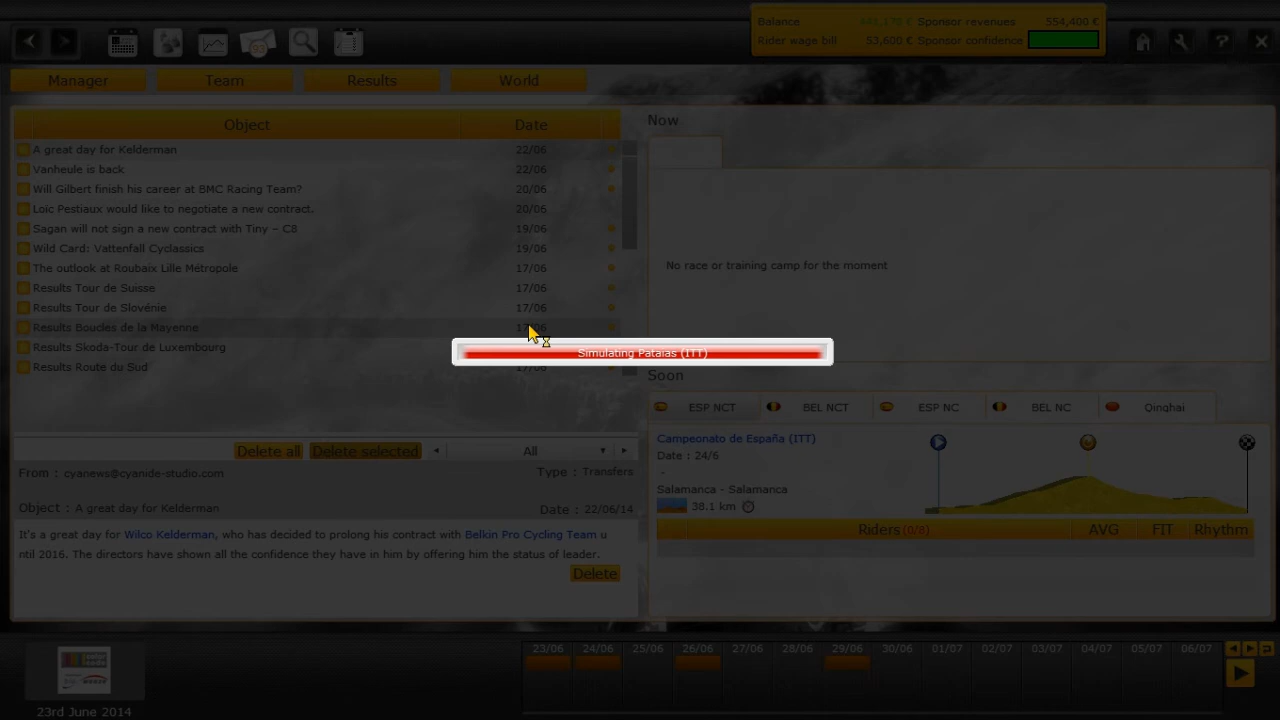 Balance 441,179 € Sponsor revenues 554,400 €
Rider wage bill 53,600 € Sponsor confidence
93
Manager Team Results World
Object Date
A great day for Kelderman 22/06
Vanheule is back 22/06
Will Gilbert finish his career at BMC Racing Team? 20/06
Loic Pestiaux would like to negotiate a new contract. 20/06
Sagan will not sign a new contract with Tiny – C8 19/06
Wild Card: Vattenfall Cyclassics 19/06
The outlook at Roubaix Lille Métropole 17/06
Results Tour de Suisse 17/06
Results Tour de Slovénie 17/06
Results Boucles de la Mayenne 17/06
Results Skoda-Tour de Luxembourg
Results Route du Sud 17/06
Simulating Pataias (ITT)
Delete all Delete selected All
From : cyanews@cyanide-studio.com Type : Transfers
Object : A great day for Kelderman Date : 22/06/14
It's a great day for Wilco Kelderman, who has decided to prolong his contract with Belkin Pro Cycling Team u
ntil 2016. The directors have shown all the confidence they have in him by offering him the status of leader.
Delete
Now
No race or training camp for the moment
Soon
ESP NCT BEL NCT ESP NC BEL NC Qinghai
Campeonato de España (ITT)
Date : 24/6
-
Salamanca - Salamanca
38.1 km
Riders (0/8) AVG FIT Rhythm
23/06 24/06 25/06 26/06 27/06 28/06 29/06 30/06 01/07 02/07 03/07 04/07 05/07 06/07
23rd June 2014